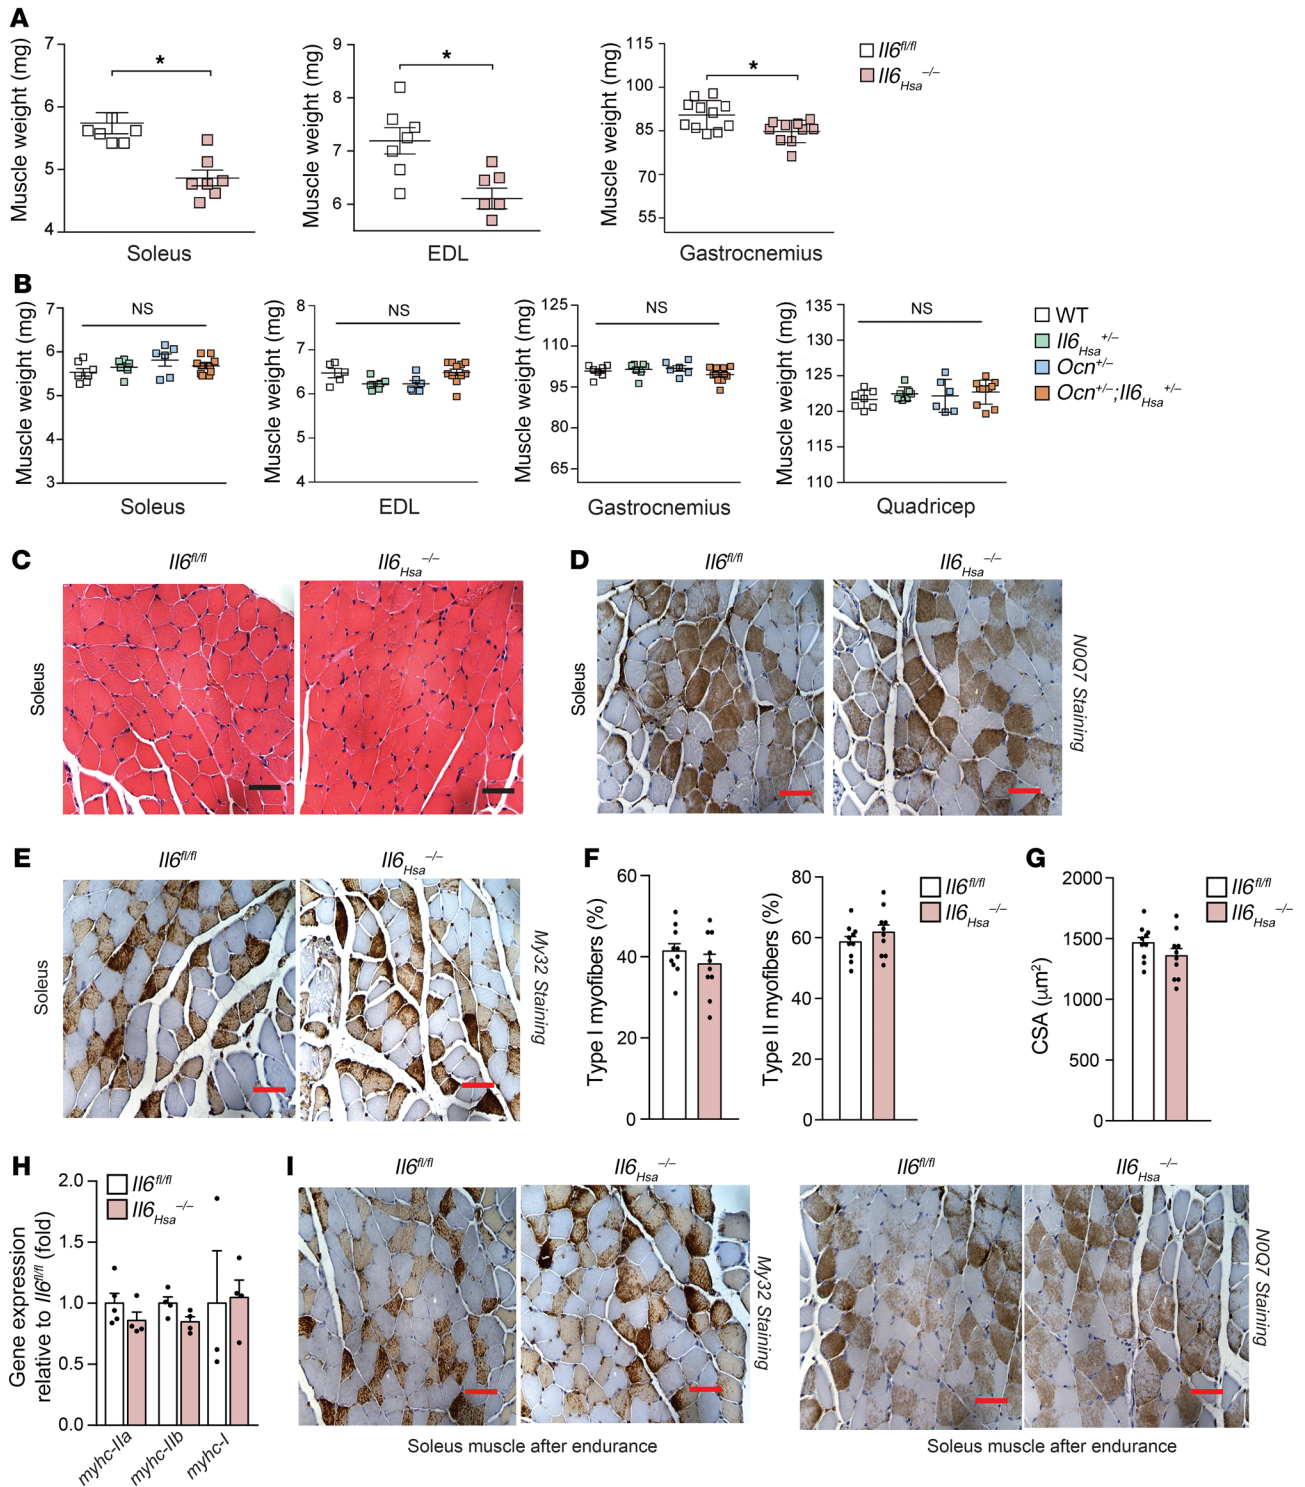 A
Muscle weight (mg)
7
6
5
4
*
Soleus
Muscle weight (mg)
9
8
7
6
*
EDL
Muscle weight (mg)
115
100
85
70
55
*
Gastrocnemius
Il6fl/fl
Il6Hsa–/–
B
Muscle weight (mg)
7
6
5
4
3
NS
Soleus
Muscle weight (mg)
8
7
6
5
4
NS
EDL
Muscle weight (mg)
125
110
95
80
65
NS
Gastrocnemius
Muscle weight (mg)
135
130
125
120
115
110
NS
Quadricep
WT
Il6Hsa+/–
Ocn+/–
Ocn+/–;Il6Hsa+/–
C
Il6fl/fl
Il6Hsa–/–
Soleus
D
Il6fl/fl
Il6Hsa–/–
Soleus
N0Q7 Staining
E
Il6fl/fl
Il6Hsa–/–
Soleus
My32 Staining
F
Type I myofibers (%)
60
40
20
0
Type II myofibers (%)
80
60
40
20
0
Il6fl/fl
Il6Hsa–/–
G
CSA (μm2)
2000
1500
1000
500
0
Il6fl/fl
Il6Hsa–/–
H
Gene expression
relative to Il6fl/fl (fold)
2.0
1.5
1.0
0.5
0.0
Il6fl/fl
Il6Hsa–/–
myhc-IIa
myhc-IIb
myhc-I
I
Il6fl/fl
Il6Hsa–/–
My32 Staining
Soleus muscle after endurance
Il6fl/fl
Il6Hsa–/–
N0Q7 Staining
Soleus muscle after endurance